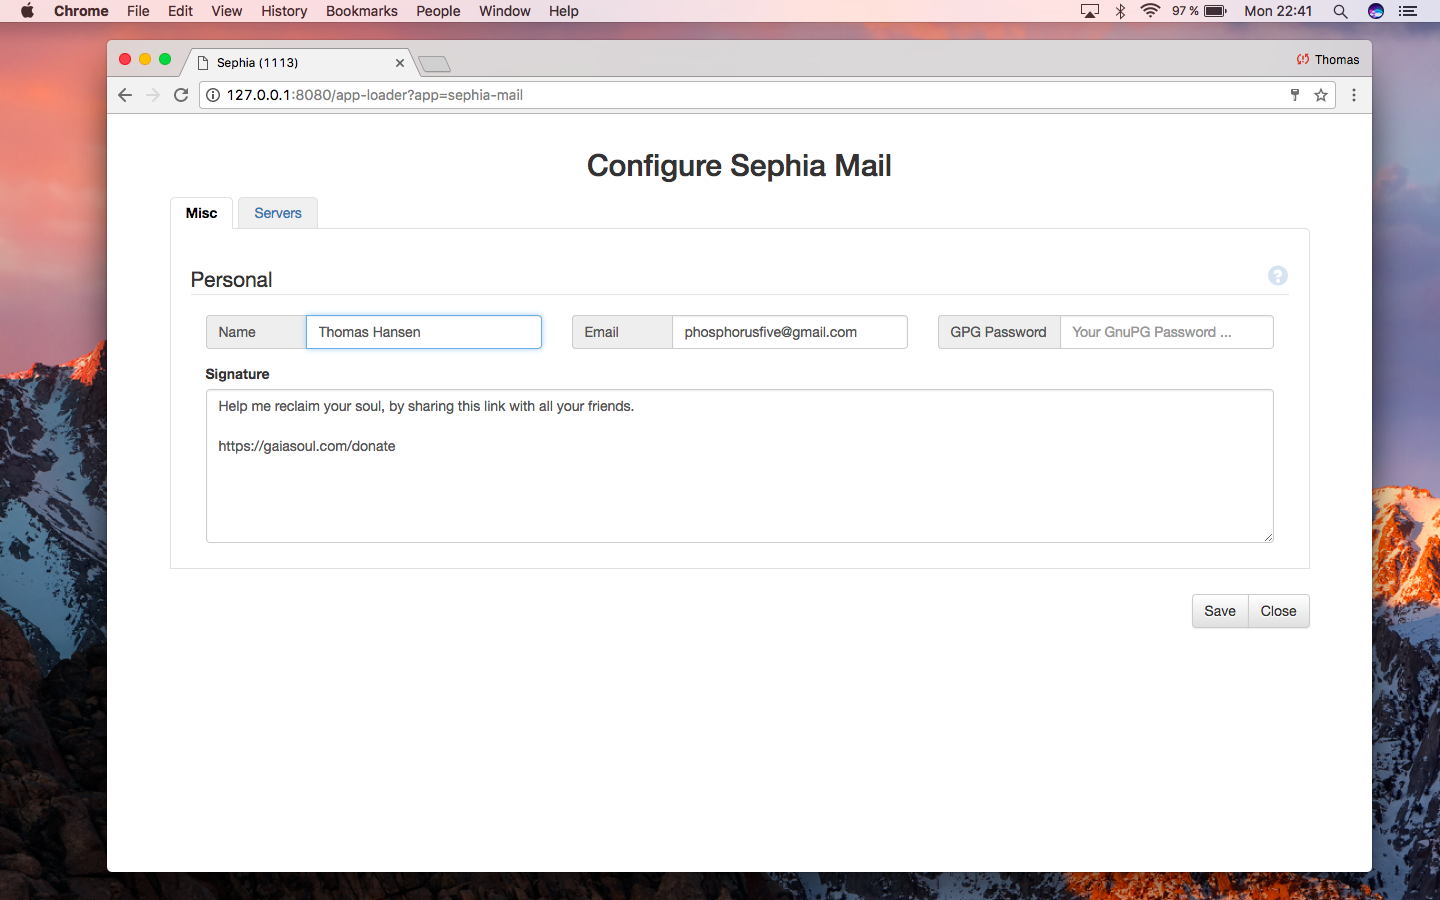 Chrome File Edit View History Bookmarks People Window Help 97 % Mon 22:41
Sephia (1113) Thomas
127.0.0.1:8080/app-loader?app=sephia-mail
Configure Sephia Mail
Misc Servers
Personal
Name Thomas Hansen Email phosphorusfive@gmail.com GPG Password Your GnuPG Password ...
Signature
Help me reclaim your soul, by sharing this link with all your friends.
https://gaiasoul.com/donate
Save Close